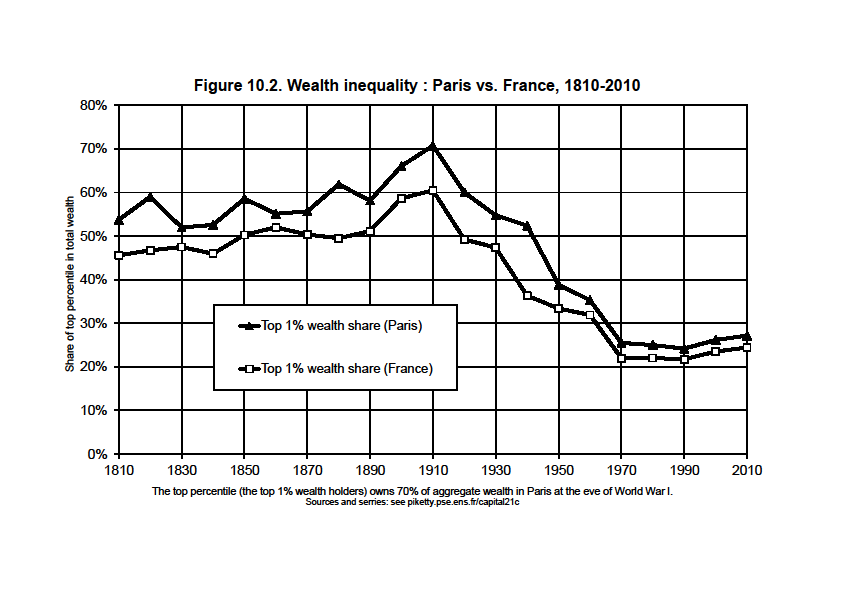 Figure 10.2. Wealth inequality : Paris vs. France, 1810-2010
80%
70%
60%
50%
40%
30%
20%
10%
0%
Share of top percentile in total wealth
Top 1% wealth share (Paris)
Top 1% wealth share (France)
1810 1830 1850 1870 1890 1910 1930 1950 1970 1990 2010
The top percentile (the top 1% wealth holders) owns 70% of aggregate wealth in Paris at the eve of World War I.
Sources and serries: see piketty.pse.ens.fr/capital21c